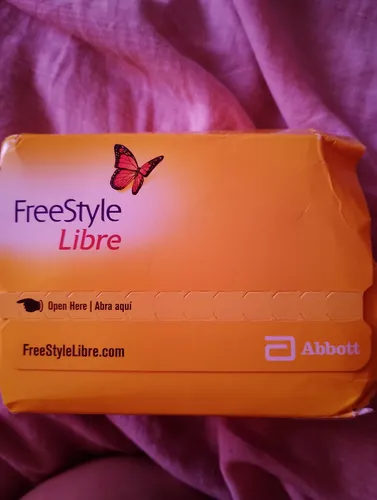 FreeStyle
Libre
Open Here | Abra aquí
FreeStyleLibre.com
Abbott